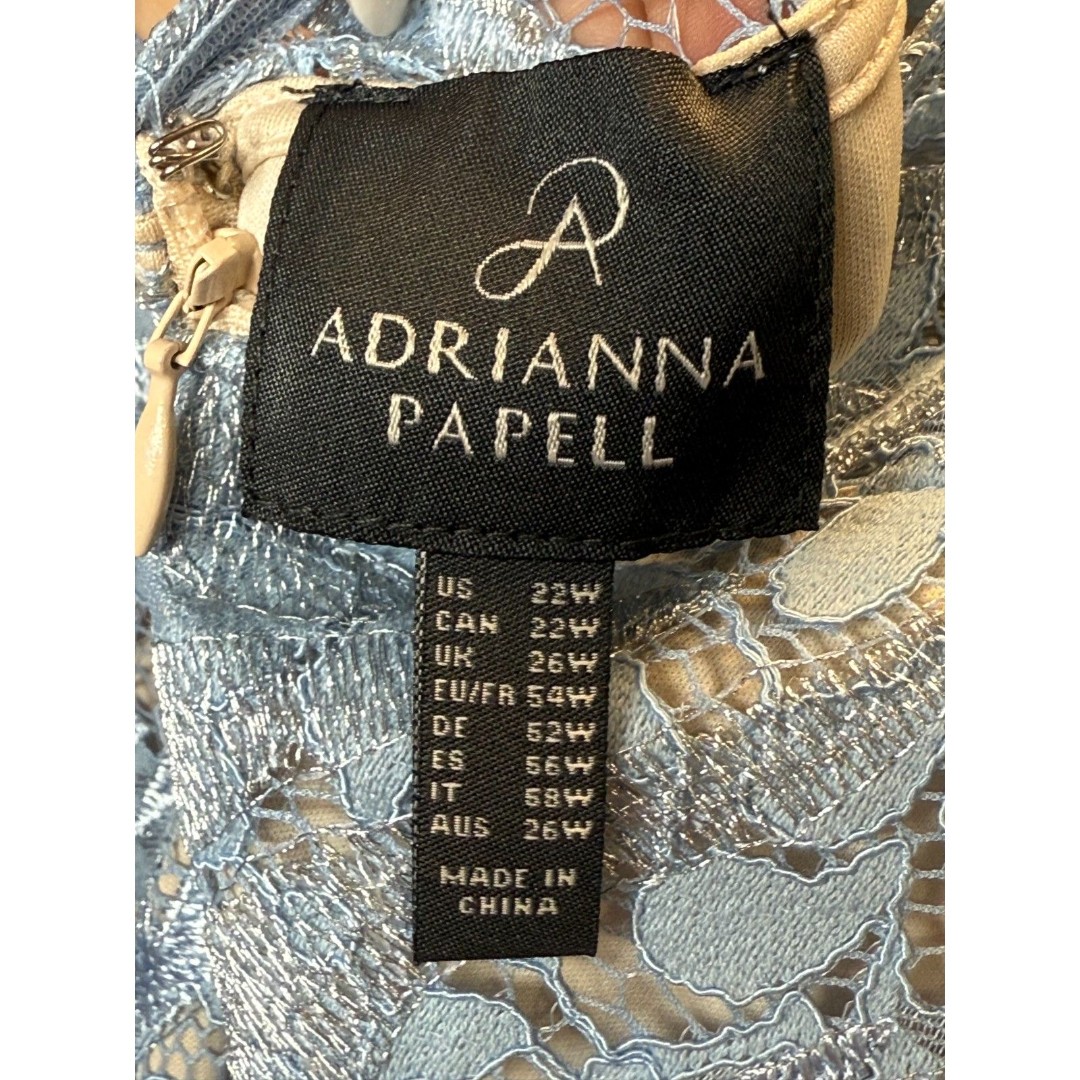 ADRIANNA
PAPELL
US 22W
CAN 22W
UK 26W
EU/FR 54W
DE 52W
ES 56W
IT 58W
AUS 26W
MADE IN
CHINA